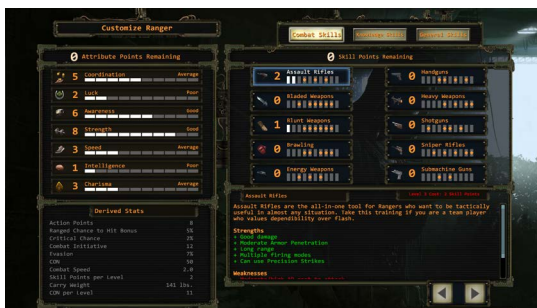 Customize Ranger
Combat Skills
0 Attribute Points Remaining
5 Coordination Average
2 Luck Poor
6 Awareness Good
8 Strength Good
3 Speed Average
1 Intelligence Poor
3 Charisma Average
Derived Stats
Action Points 8
Ranged Chance to Hit Bonus 5%
Critical Chance 2%
Combat Initiative 12
Evasion 7%
CON 50
Combat Speed 2.0
Skill Points per Level 2
Carry Weight 141 lbs.
CON per Level 11
0 Skill Points Remaining
2 Assault Rifles
0 Handguns
0 Bladed Weapons
0 Heavy Weapons
1 Blunt Weapons
0 Shotguns
0 Brawling
0 Sniper Rifles
0 Energy Weapons
0 Submachine Guns
Assault Rifles
Assault Rifles are the all-in-one tool for Rangers who want to be tactically
useful in almost any situation. Take this training if you are a team player
who values dependibility over flash.
Strengths
+ Good damage
+ Moderate Armor Penetration
+ Long range
+ Multiple firing modes
+ Can use Precision Strikes
Weaknesses